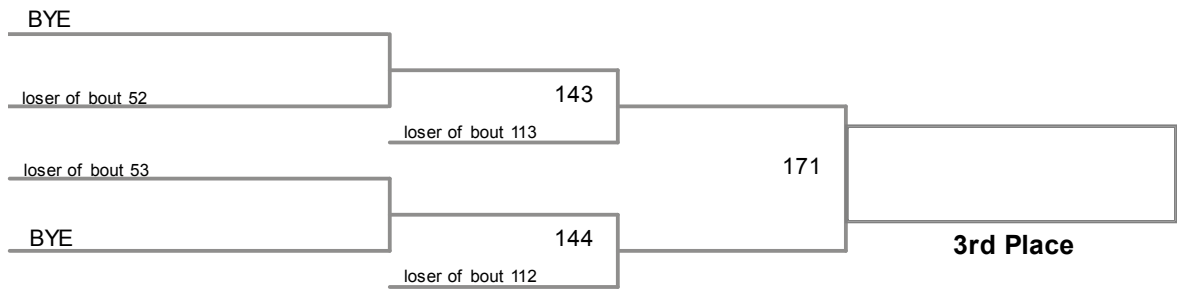 BYE
loser of bout 52
143
loser of bout 113
loser of bout 53
171
BYE
144
3rd Place
loser of bout 112